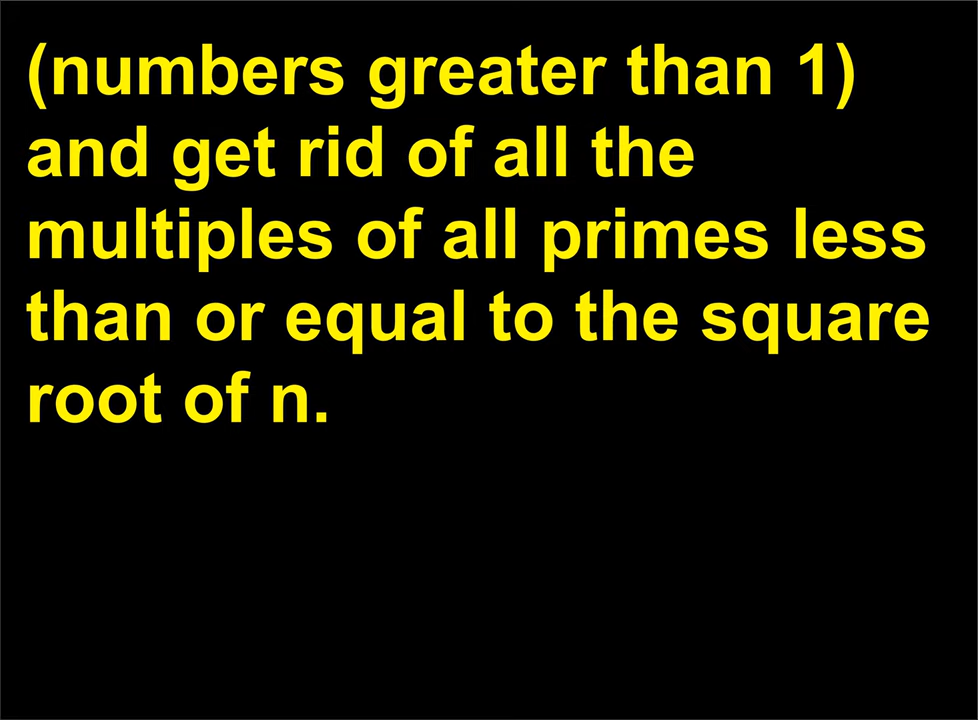 (numbers greater than 1)
and get rid of all the
multiples of all primes less
than or equal to the square
root of n.